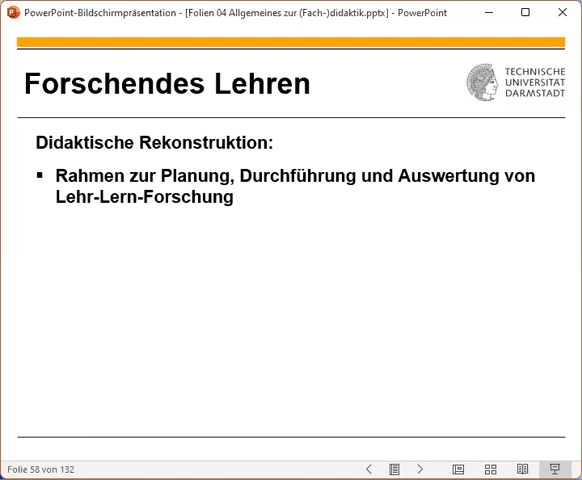 PowerPoint-Bildschirmpräsentation - [Folien 04 Allgemeines zur (Fach-)didaktik.pptx] - PowerPoint
Forschendes Lehren
TECHNISCHE
UNIVERSITÄT
DARMSTADT
Didaktische Rekonstruktion:
▪ Rahmen zur Planung, Durchführung und Auswertung von
Lehr-Lern-Forschung
Folie 58 von 132